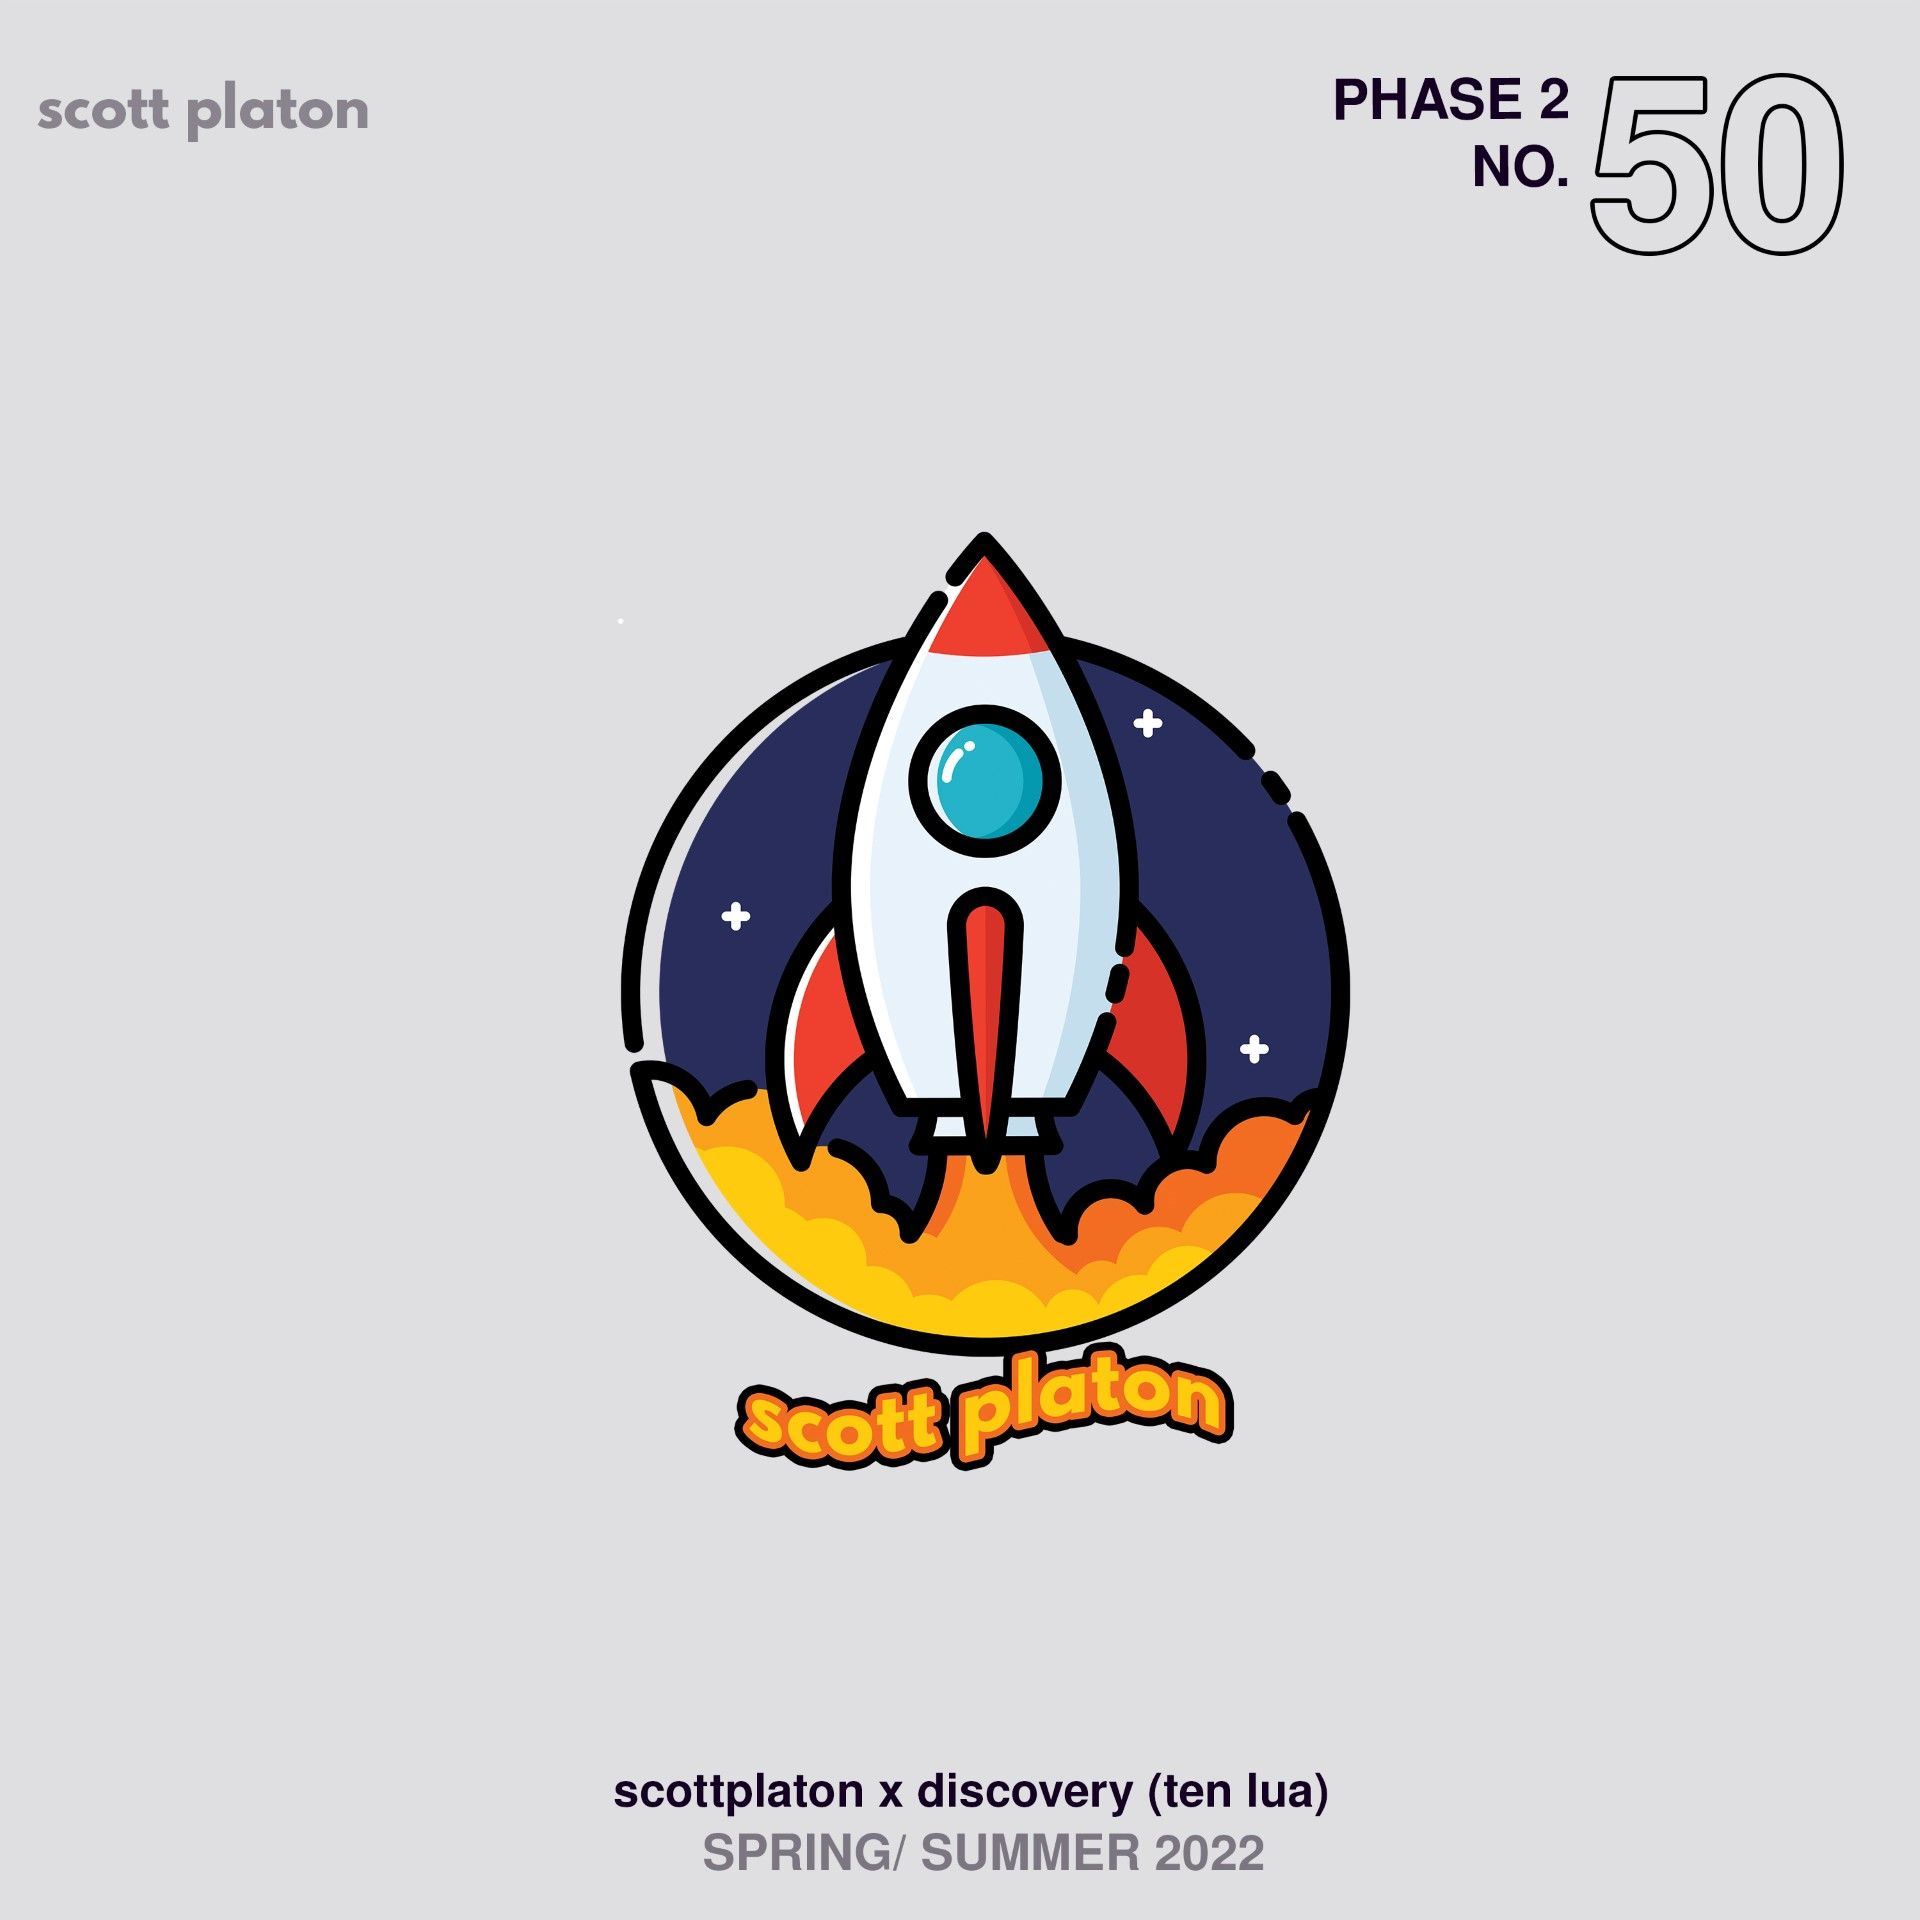 scott platon
PHASE 2
NO. 50
scott platon
scottplaton x discovery (ten lua)
SPRING/ SUMMER 2022